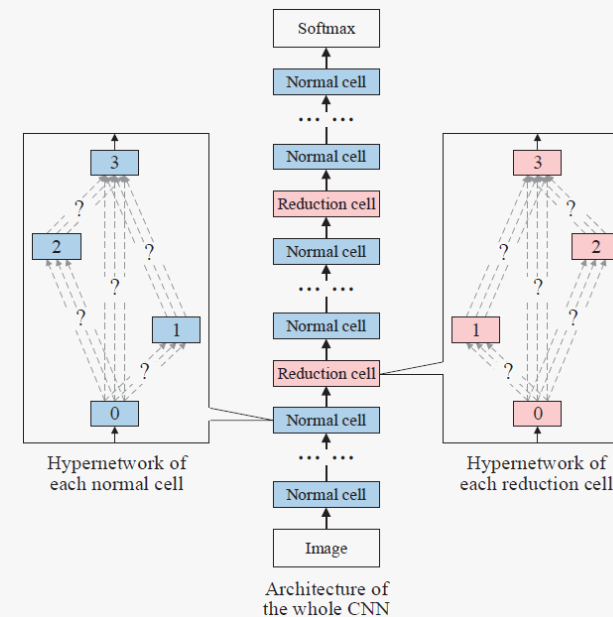 Softmax
Normal cell
... ...
Normal cell
Reduction cell
Normal cell
... ...
Normal cell
Reduction cell
Normal cell
... ...
Normal cell
Image
Architecture of
the whole CNN
3
?
2
?
?
?
1
?
0
Hypernetwork of
each normal cell
3
?
?
2
?
1
?
?
0
Hypernetwork of
each reduction cell